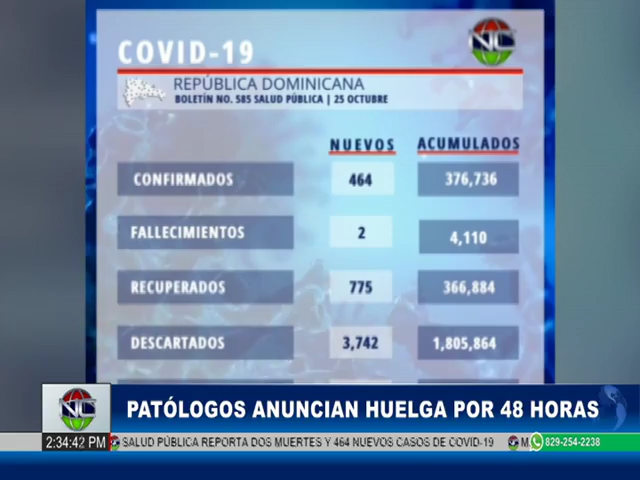 COVID-19
NC
REPÚBLICA DOMINICANA
BOLETÍN NO. 585 SALUD PÚBLICA | 25 OCTUBRE
NUEVOS ACUMULADOS
CONFIRMADOS 464 376,736
FALLECIMIENTOS 2 4,110
RECUPERADOS 775 366,884
DESCARTADOS 3,742 1,805,864
NC
PATÓLOGOS ANUNCIAN HUELGA POR 48 HORAS
2:34:42 PM SALUD PÚBLICA REPORTA DOS MUERTES Y 464 NUEVOS CASOS DE COVID-19 M 829-254-2238